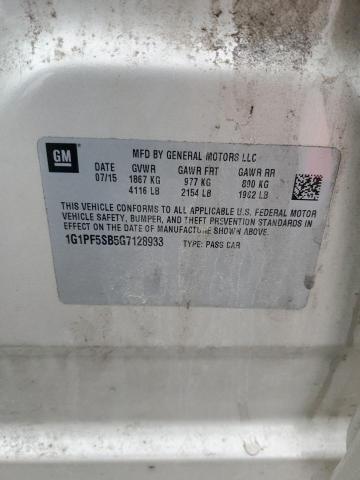 GM
MFD BY GENERAL MOTORS LLC
DATE GVWR GAWR FRT GAWR RR
07/15 1867 KG 977 KG 890 KG
4116 LB 2154 LB 1962 LB
THIS VEHICLE CONFORMS TO ALL APPLICABLE U.S. FEDERAL MOTOR
VEHICLE SAFETY, BUMPER, AND THEFT PREVENTION STANDARDS IN
EFFECT ON THE DATE OF MANUFACTURE SHOWN ABOVE.
1G1PF5SB5G7128933 TYPE: PASS CAR